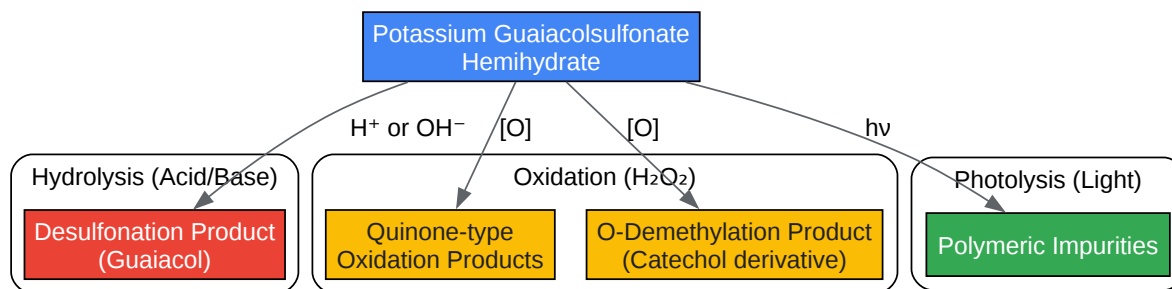 Potassium Guaiacolsulfonate
Hemihydrate
H⁺ or OH⁻
[O]
[O]
hν
Hydrolysis (Acid/Base)
Oxidation (H₂O₂)
Photolysis (Light)
Desulfonation Product
(Guaiacol)
Quinone-type
Oxidation Products
O-Demethylation Product
(Catechol derivative)
Polymeric Impurities